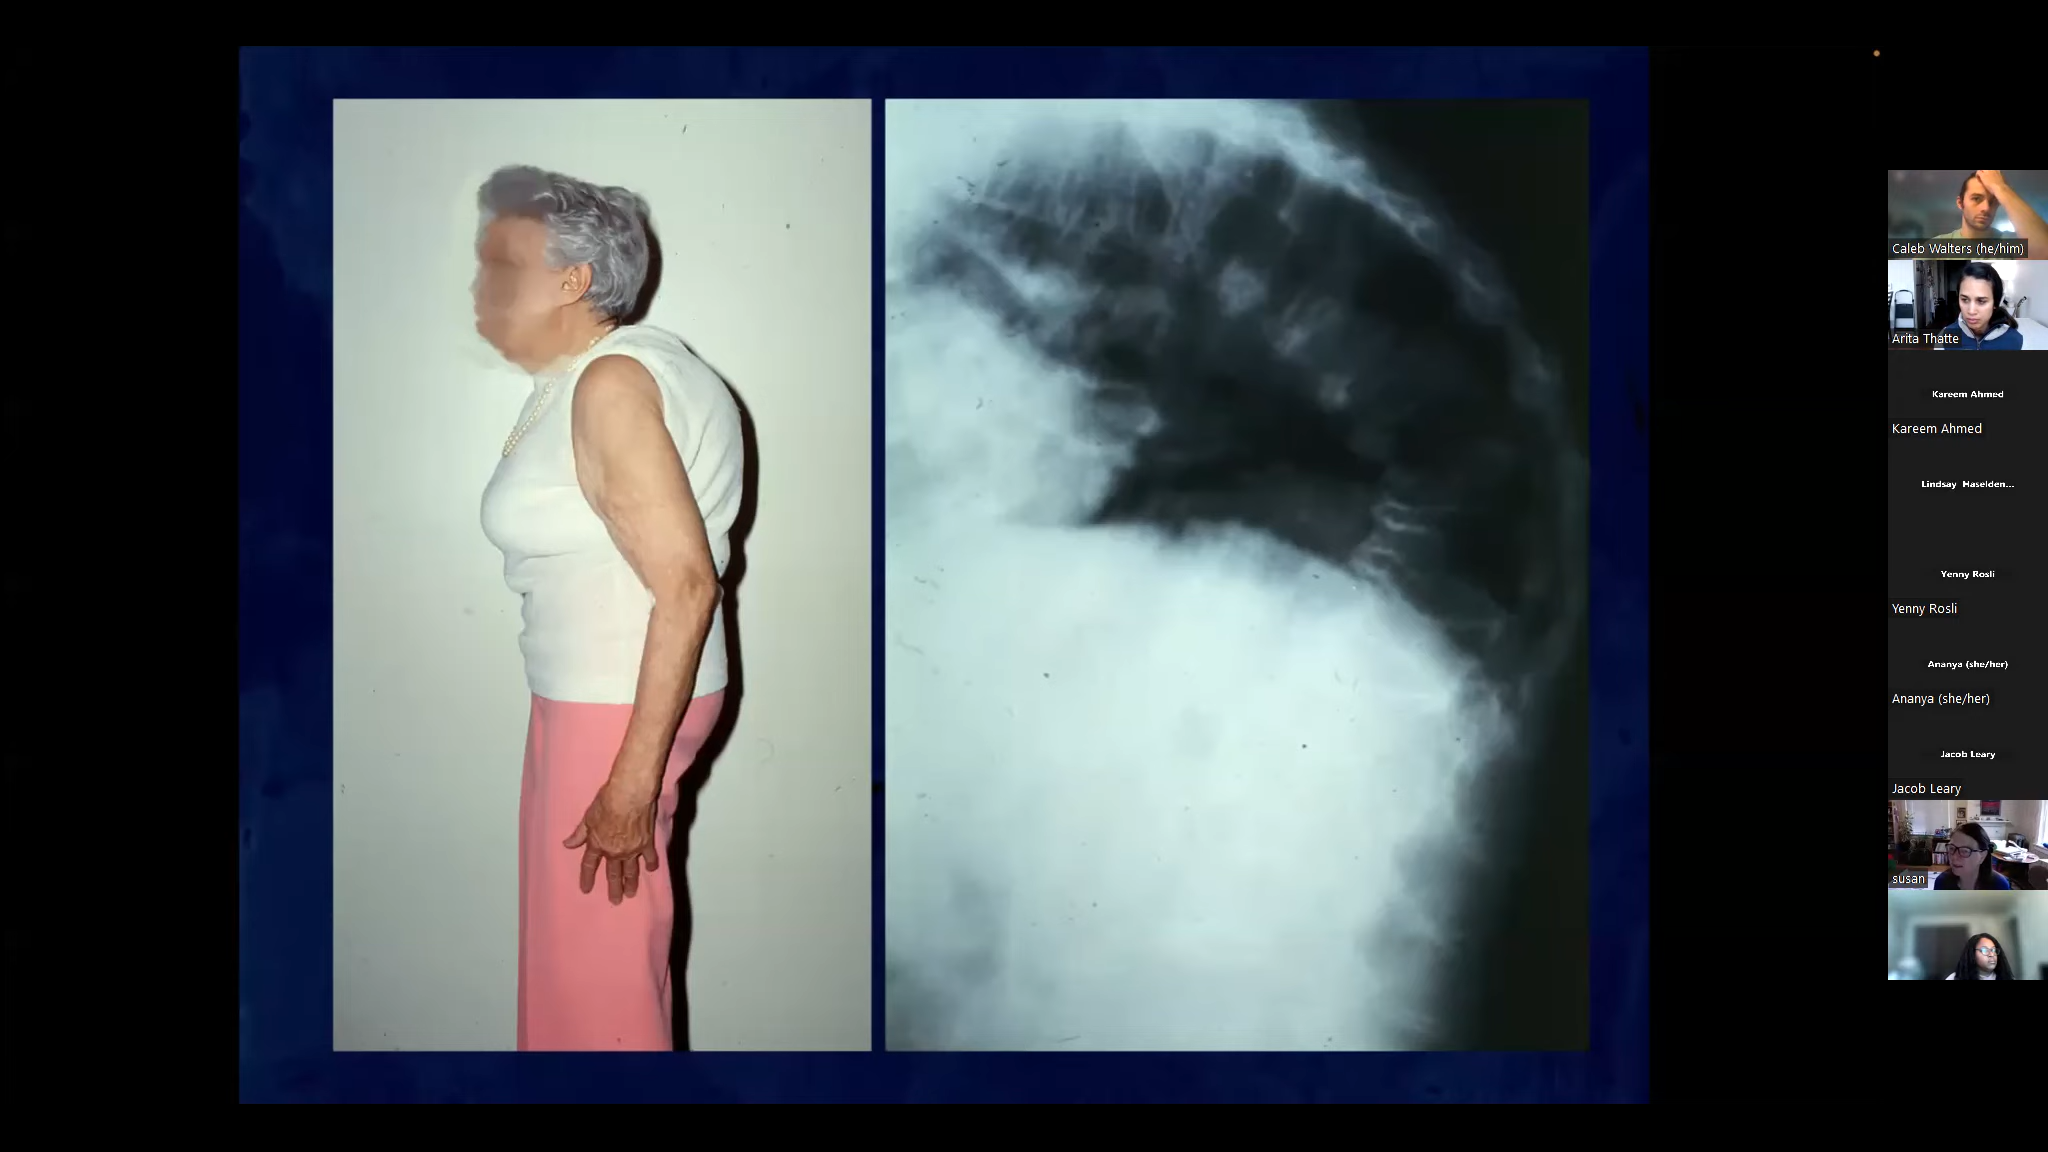 Caleb Walters (he/him)
Arita Thatte
Kareem Ahmed
Kareem Ahmed
Lindsay Haselden...
Yenny Rosli
Yenny Rosli
Ananya (she/her)
Ananya (she/her)
Jacob Leary
Jacob Leary
susan